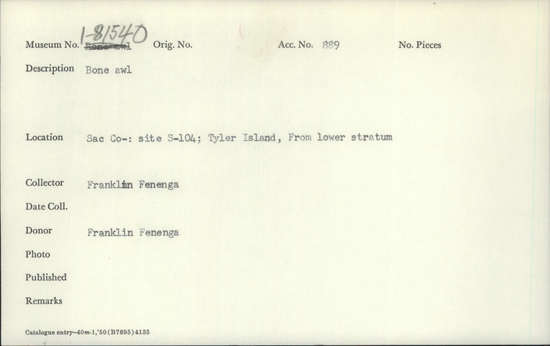 Museum No. 1-81540 Bone awl Orig. No. Acc. No. 889 No. Pieces
Description Bone awl
Location Sac Co-: site S-104; Tyler Island, From lower stratum
Collector Franklin Fenenga
Date Coll.
Donor Franklin Fenenga
Photo
Published
Remarks
Catalogue entry—40m-1,'50(B7695)4135